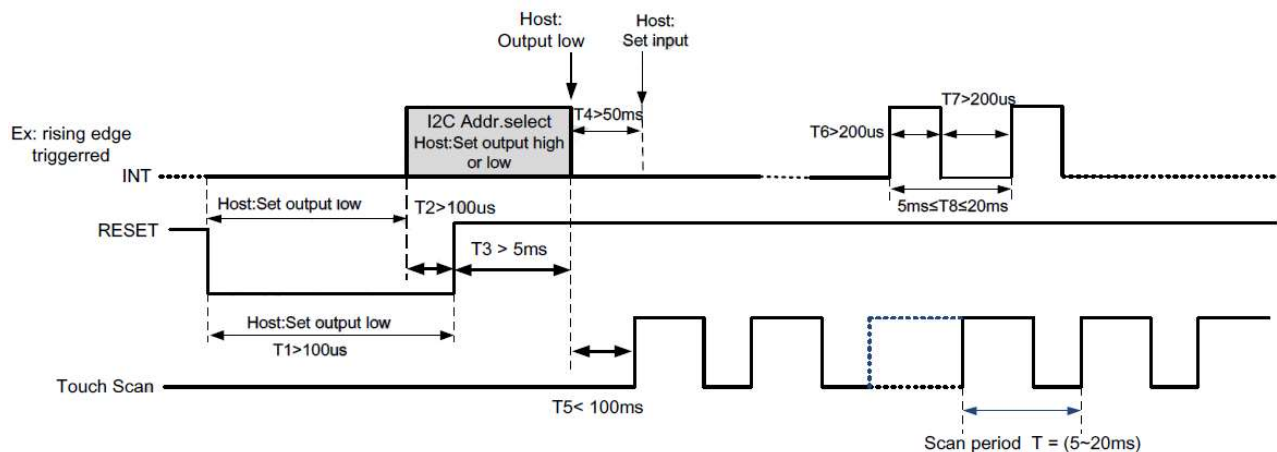 Host:
Output low
Host:
Set input
Ex: rising edge
triggerred
INT
I2C Addr.select
Host:Set output high
or low
T4>50ms
T6>200us
T7>200us
5ms≤T8≤20ms
Host:Set output low
T2>100us
RESET
T3 > 5ms
Host:Set output low
T1>100us
Touch Scan
T5< 100ms
Scan period T = (5~20ms)